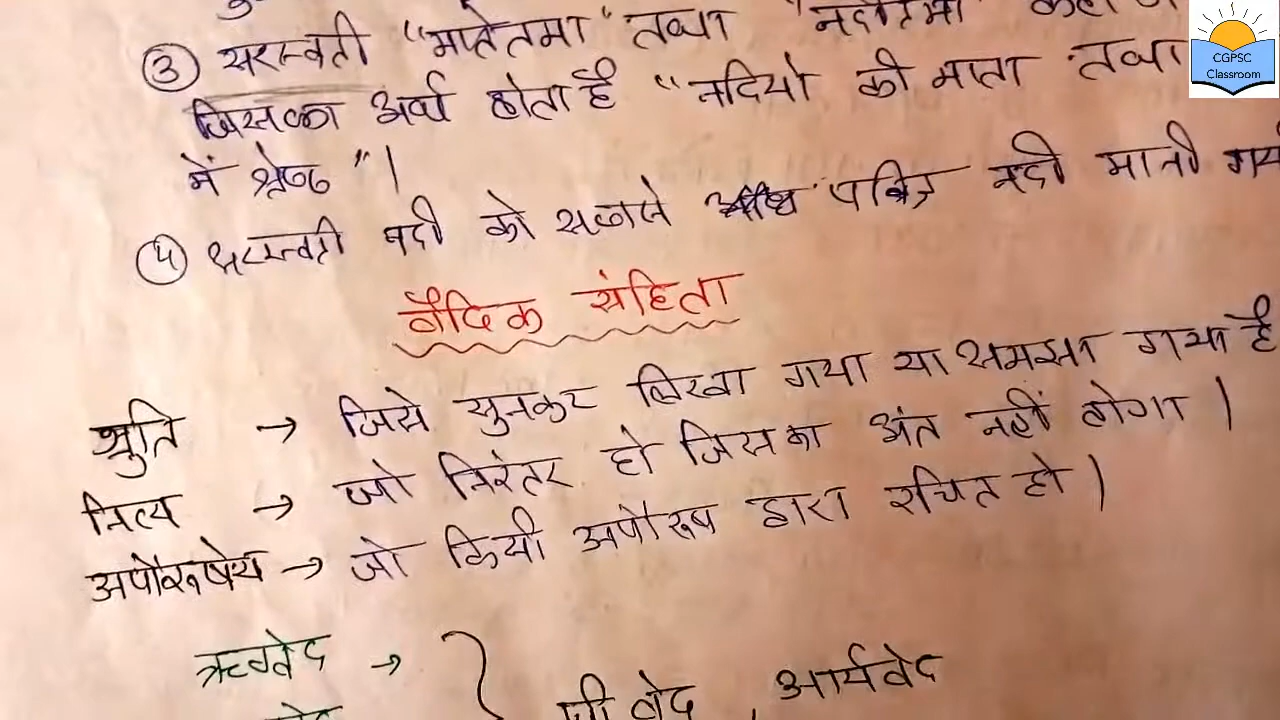 ③ सरस्वती "मातेतमा" तथा "नदीतमा"
CGPSC
Classroom
जिसका अर्थ होता है "नदियो की माता तथा
में श्रेष्ठ"।
④ सरस्वती नदी को सबसे पवित्र नदी मानी गयी
वैदिक संहिता
श्रुति → जिसे सुनकर लिखा गया या समझा गया है
नित्य → जो निरंतर हो जिसका अंत नहीं होगा।
अपौरूषेय → जो किसी अपौरूष द्वारा रचित हो।
ऋग्वेद →
वेद, आर्यवेद